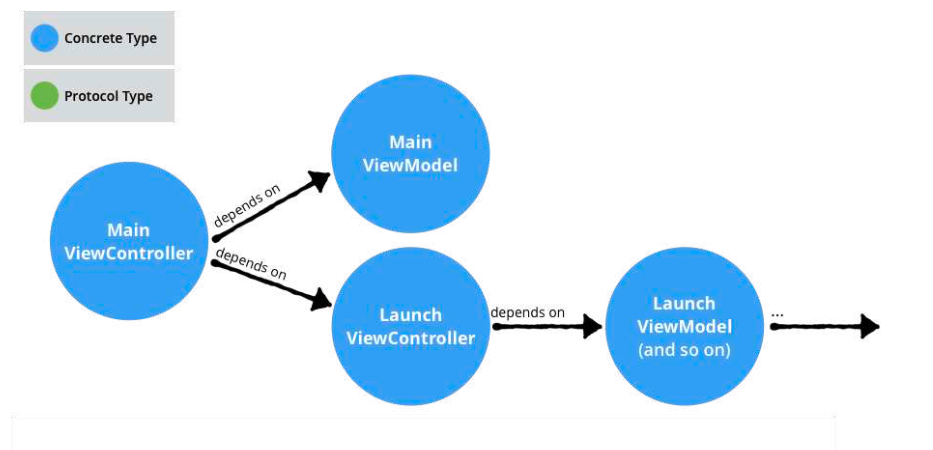 Concrete Type
Protocol Type
Main
ViewModel
depends on
Main
ViewController
depends on
Launch
ViewController
depends on
Launch
ViewModel
(and so on)
...